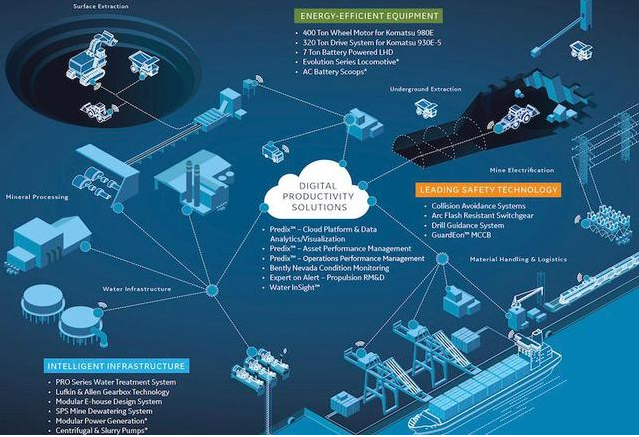 Surface Extraction
ENERGY-EFFICIENT EQUIPMENT
• 400 Ton Wheel Motor for Komatsu 980E
• 320 Ton Drive System for Komatsu 930E-5
• 7 Ton Battery Powered LHD
• Evolution Series Locomotive*
• AC Battery Scoops*
Underground Extraction
Mine Electrification
DIGITAL
PRODUCTIVITY
SOLUTIONS
• Predix™ – Cloud Platform & Data
Analytics/Visualization
• Predix™ – Asset Performance Management
• Predix™ – Operations Performance Management
• Bently Nevada Condition Monitoring
• Expert on Alert – Propulsion RM&D
• Water InSight™
LEADING SAFETY TECHNOLOGY
• Collision Avoidance Systems
• Arc Flash Resistant Switchgear
• Drill Guidance System
• GuardEon™ MCCB
Mineral Processing
Material Handling & Logistics
Water Infrastructure
INTELLIGENT INFRASTRUCTURE
• PRO Series Water Treatment System
• Lufkin & Allen Gearbox Technology
• Modular E-house Design System
• SPS Mine Dewatering System
• Modular Power Generation*
• Centrifugal & Slurry Pumps*